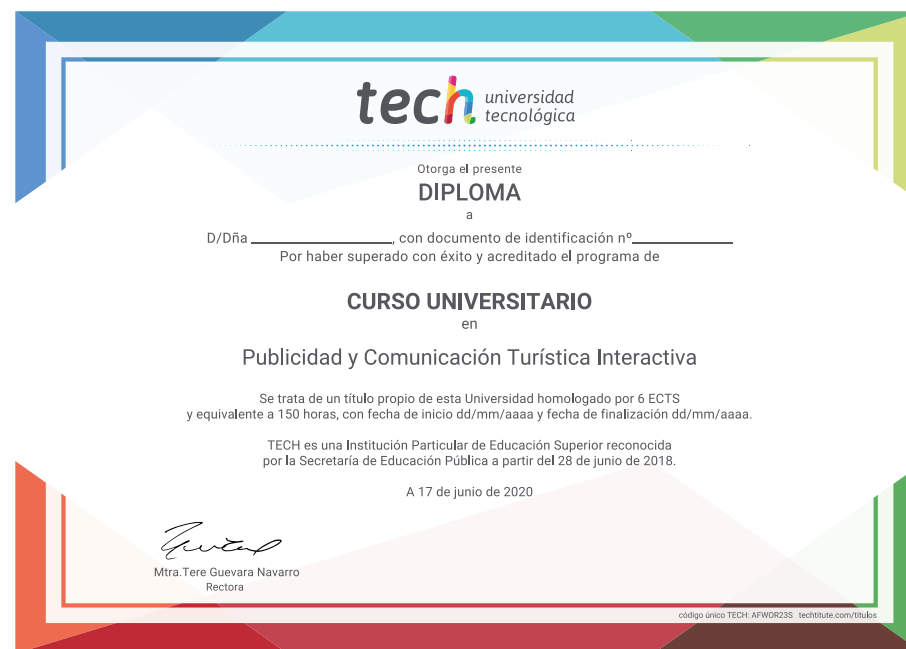 tech universidad
tecnológica
Otorga el presente
DIPLOMA
a
D/Dña ____________________, con documento de identificación nº______________
Por haber superado con éxito y acreditado el programa de
CURSO UNIVERSITARIO
en
Publicidad y Comunicación Turística Interactiva
Se trata de un título propio de esta Universidad homologado por 6 ECTS
y equivalente a 150 horas, con fecha de inicio dd/mm/aaaa y fecha de finalización dd/mm/aaaa.
TECH es una Institución Particular de Educación Superior reconocida
por la Secretaría de Educación Pública a partir del 28 de junio de 2018.
A 17 de junio de 2020
Mtra.Tere Guevara Navarro
Rectora
código único TECH: AFWOR23S techtitute.com/titulos